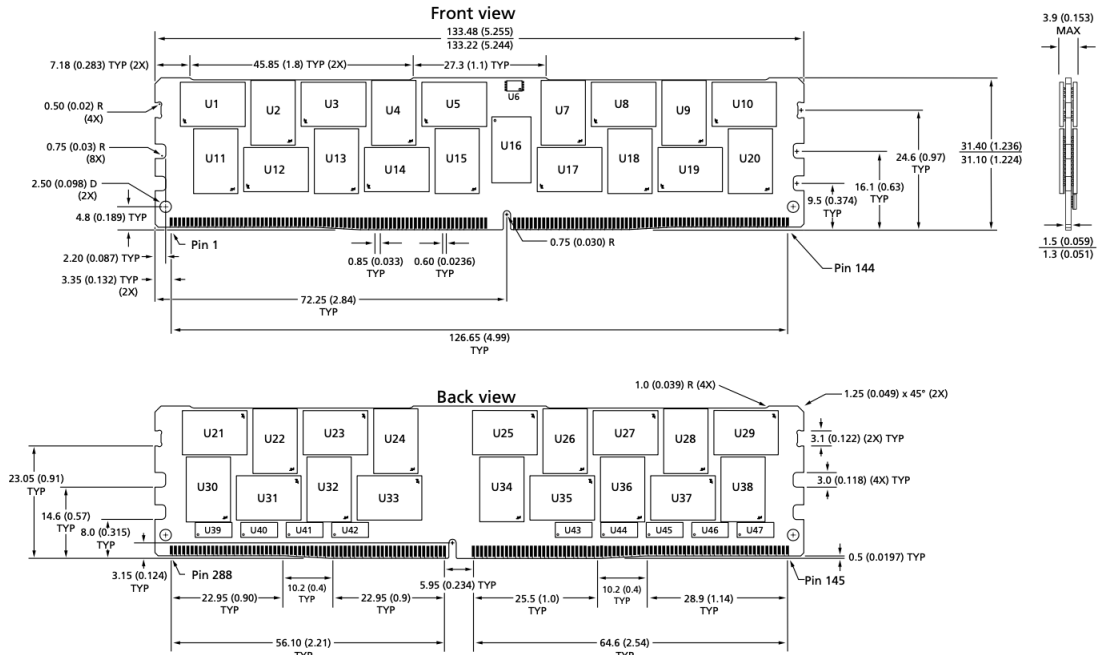 Front view
133.48 (5.255)
133.22 (5.244)
3.9 (0.153)
MAX
7.18 (0.283) TYP (2X)
45.85 (1.8) TYP (2X)
27.3 (1.1) TYP
0.50 (0.02) R
(4X)
0.75 (0.03) R
(8X)
2.50 (0.098) D
(2X)
4.8 (0.189) TYP
U1
U2
U3
U4
U5
U6
U7
U8
U9
U10
U11
U12
U13
U14
U15
U16
U17
U18
U19
U20
31.40 (1.236)
31.10 (1.224)
24.6 (0.97)
TYP
16.1 (0.63)
TYP
9.5 (0.374)
TYP
Pin 1
2.20 (0.087) TYP
3.35 (0.132) TYP
(2X)
0.85 (0.033)
TYP
0.60 (0.0236)
TYP
0.75 (0.030) R
Pin 144
1.5 (0.059)
1.3 (0.051)
72.25 (2.84)
TYP
126.65 (4.99)
TYP
Back view
1.0 (0.039) R (4X)
1.25 (0.049) x 45° (2X)
U21
U22
U23
U24
U25
U26
U27
U28
U29
3.1 (0.122) (2X) TYP
3.0 (0.118) (4X) TYP
23.05 (0.91)
TYP
14.6 (0.57)
TYP
8.0 (0.315)
TYP
U30
U31
U32
U33
U34
U35
U36
U37
U38
U39
U40
U41
U42
U43
U44
U45
U46
U47
0.5 (0.0197) TYP
3.15 (0.124)
TYP
Pin 288
5.95 (0.234) TYP
Pin 145
22.95 (0.90)
TYP
10.2 (0.4)
TYP
22.95 (0.9)
TYP
25.5 (1.0)
TYP
10.2 (0.4)
TYP
28.9 (1.14)
TYP
56.10 (2.21)
TYP
64.6 (2.54)
TYP